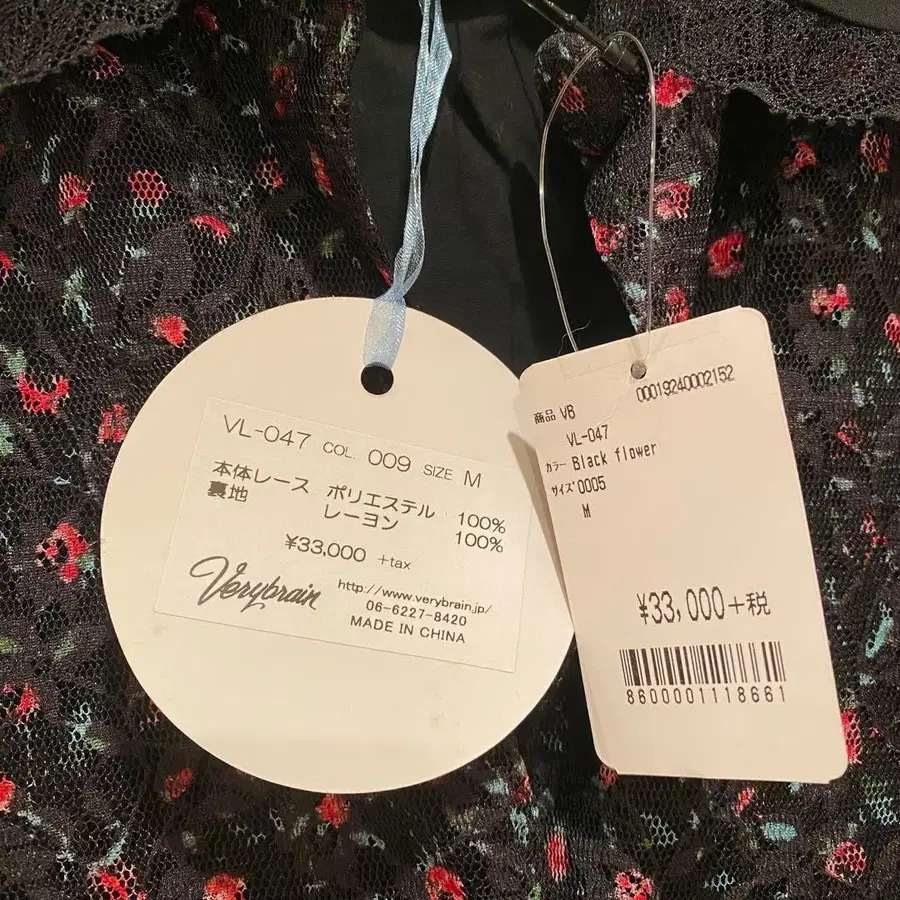 VL-047 COL. 009 SIZE M
本体レース ポリエステル 100%
裏地 レーヨン 100%
¥33,000 +tax
Verybrain
http://www.verybrain.jp/
06-6227-8420
MADE IN CHINA
00019240002152
商品 VB
VL-047
カラー Black flower
サイズ 0005
M
¥33,000+税
8600001118661